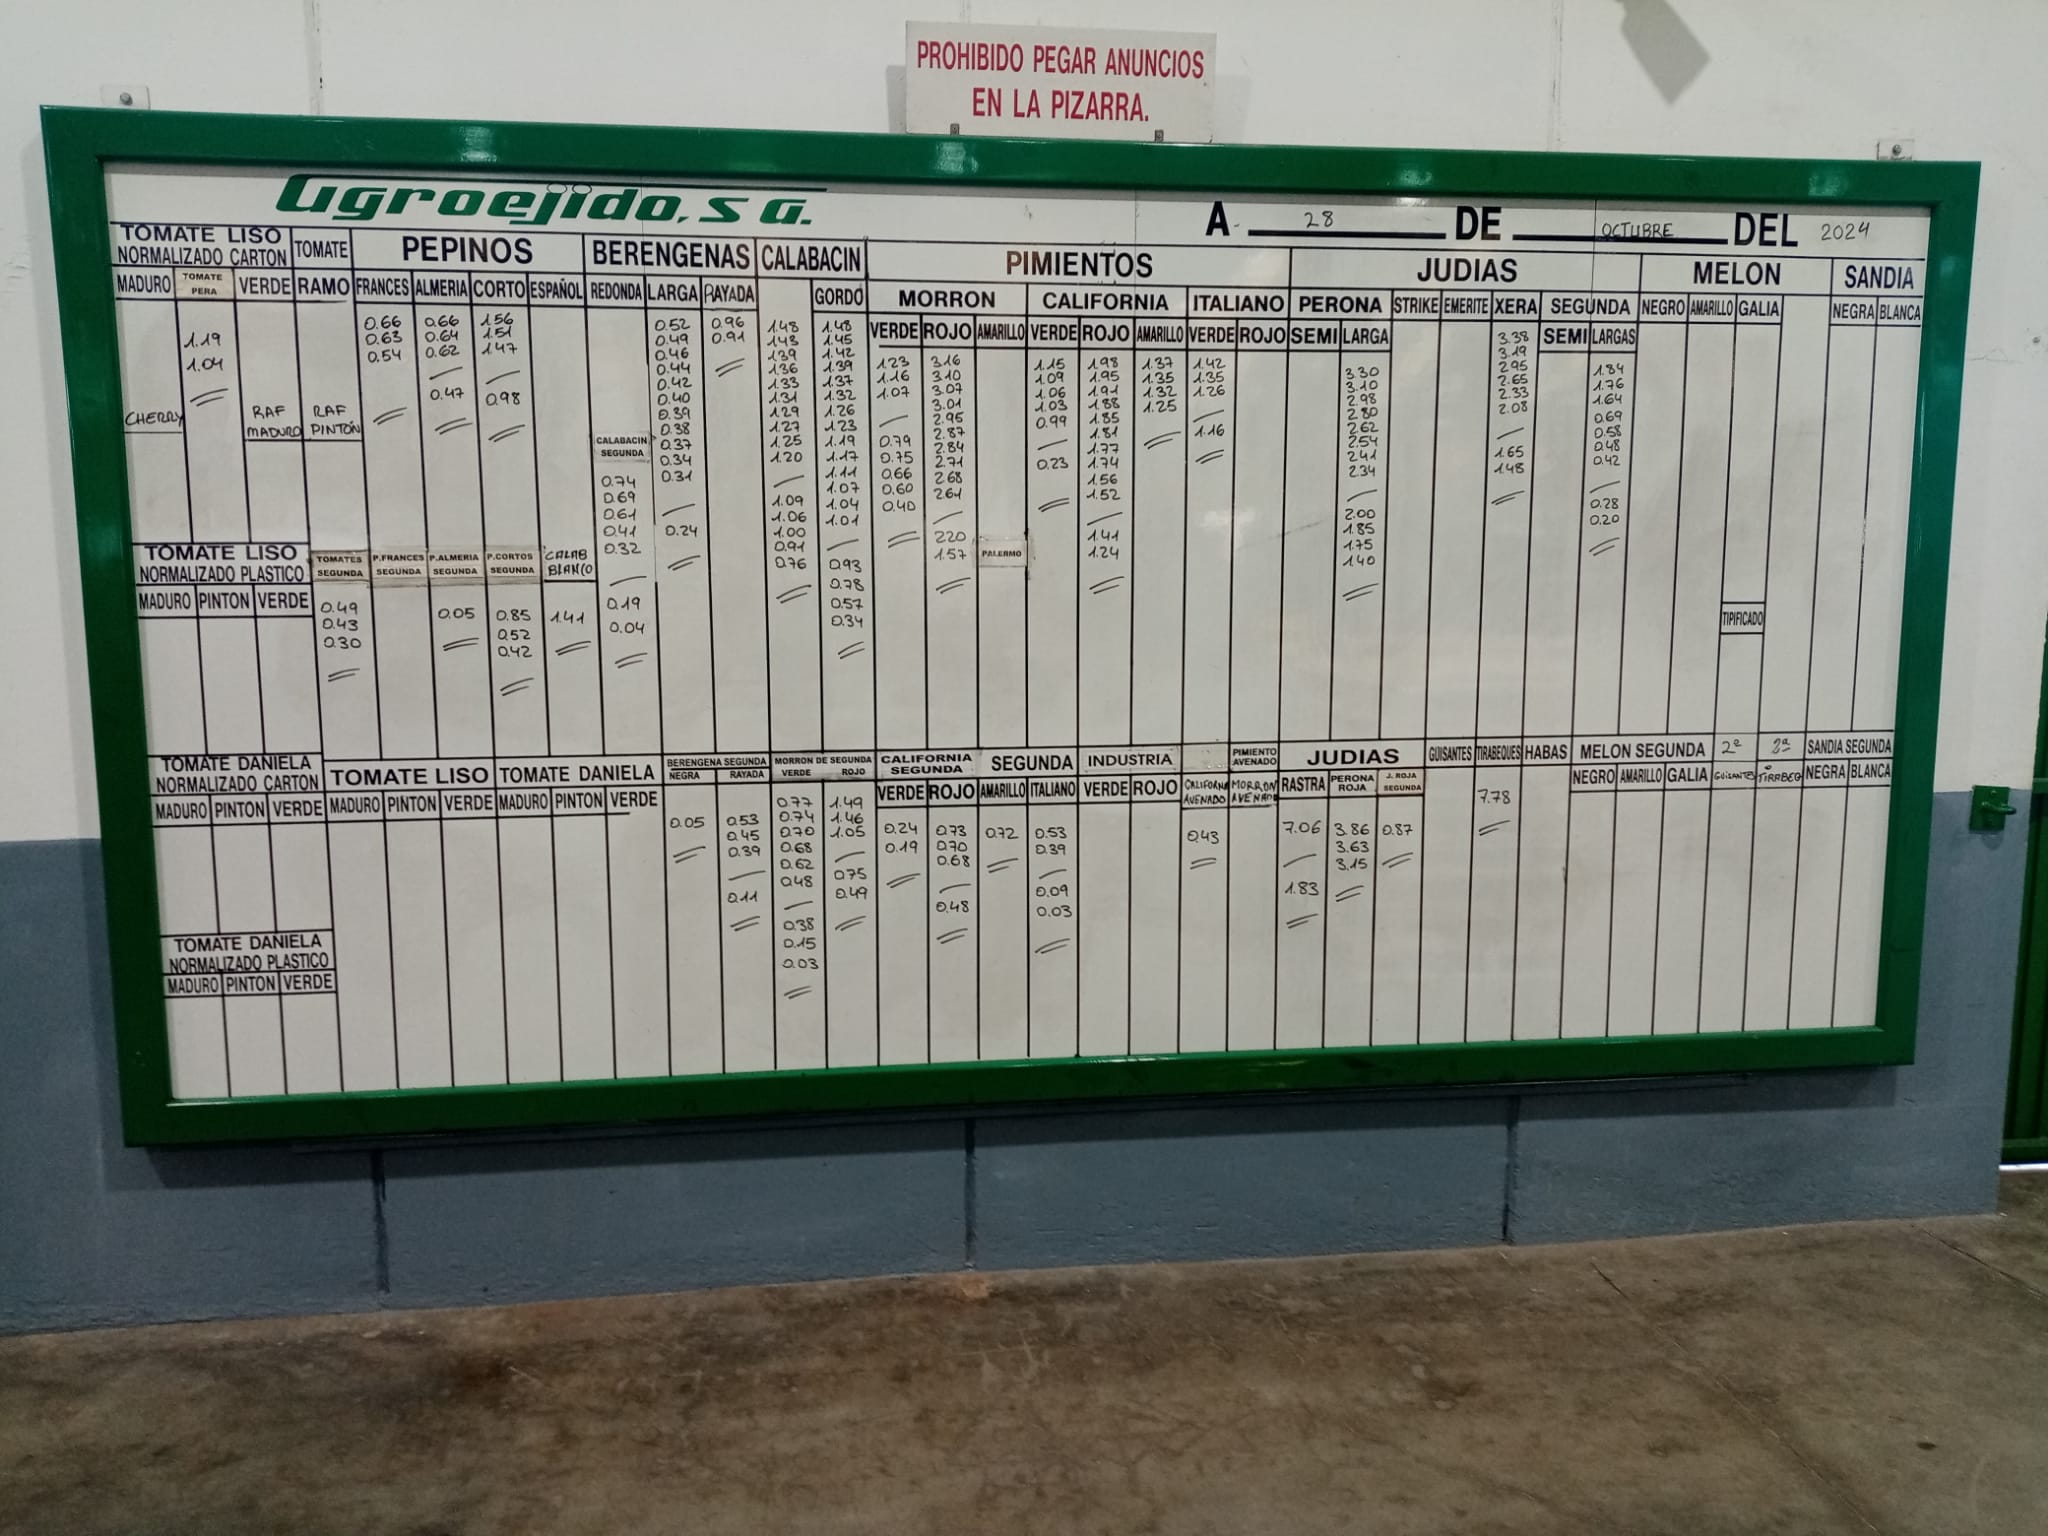 PROHIBIDO PEGAR ANUNCIOS
EN LA PIZARRA.
agroejido, S A.
A 28 DE OCTUBRE DEL 2024
TOMATE LISO
NORMALIZADO CARTON
MADURO
TOMATE PERA
1.19
1.04
VERDE
CHERRY
RAF MADURO
TOMATE
RAMO
RAF PINTÓN
PEPINOS
FRANCES
0.66
0.63
0.54
ALMERIA
0.66
0.64
0.62
0.47
CORTO
1.56
1.51
1.47
0.98
ESPAÑOL
BERENGENAS
REDONDA
CALABACIN
SEGUNDA
0.74
0.69
0.61
0.41
0.32
0.19
0.04
LARGA
0.52
0.49
0.46
0.44
0.42
0.40
0.39
0.38
0.37
0.34
0.31
0.24
RAYADA
0.96
0.91
CALABACIN
1.48
1.43
1.39
1.36
1.33
1.31
1.29
1.27
1.25
1.20
1.09
1.06
1.00
0.91
0.76
GORDO
1.48
1.45
1.42
1.39
1.37
1.32
1.26
1.23
1.19
1.17
1.11
1.07
1.04
1.01
0.93
0.78
0.57
0.34
PIMIENTOS
MORRON
VERDE
1.23
1.16
1.07
0.79
0.75
0.66
0.60
0.40
ROJO
3.16
3.10
3.07
3.01
2.95
2.87
2.84
2.71
2.68
2.61
2.20
1.57
AMARILLO
PALERMO
CALIFORNIA
VERDE
1.15
1.09
1.06
1.03
0.99
0.23
ROJO
1.98
1.95
1.91
1.88
1.85
1.81
1.77
1.74
1.56
1.52
1.41
1.24
AMARILLO
1.37
1.35
1.32
1.25
ITALIANO
VERDE
1.42
1.35
1.26
1.16
ROJO
JUDIAS
PERONA
SEMI
LARGA
3.30
3.10
2.98
2.80
2.62
2.54
2.41
2.34
2.00
1.85
1.75
1.40
STRIKE
EMERITE
XERA
3.38
3.19
2.95
2.65
2.33
2.08
1.65
1.48
SEGUNDA
SEMI
LARGAS
1.84
1.76
1.64
0.69
0.58
0.48
0.42
0.28
0.20
MELON
NEGRO
AMARILLO
GALIA
TIPIFICADO
SANDIA
NEGRA
BLANCA
TOMATE LISO
NORMALIZADO PLASTICO
MADURO PINTON VERDE
TOMATES SEGUNDA
0.49
0.43
0.30
P.FRANCES SEGUNDA
P.ALMERIA SEGUNDA
0.05
P.CORTOS SEGUNDA
0.85
0.52
0.42
CALAB BLANCO
1.41
TOMATE DANIELA
NORMALIZADO CARTON
MADURO PINTON VERDE
TOMATE DANIELA
NORMALIZADO PLASTICO
MADURO PINTON VERDE
TOMATE LISO
MADURO PINTON VERDE
TOMATE DANIELA
MADURO PINTON VERDE
BERENGENA SEGUNDA
NEGRA
0.05
RAYADA
0.53
0.45
0.39
0.11
MORRON DE SEGUNDA
VERDE
0.77
0.74
0.70
0.68
0.62
0.48
0.38
0.15
0.03
ROJO
1.49
1.46
1.05
0.75
0.49
CALIFORNIA SEGUNDA
VERDE
0.24
0.19
ROJO
0.73
0.70
0.68
0.48
SEGUNDA
AMARILLO
0.72
ITALIANO
0.53
0.39
0.09
0.03
INDUSTRIA
VERDE ROJO
CALIFORNIA AVENADO
0.43
PIMIENTO AVENADO
MORRON AVENADO
JUDIAS
RASTRA
7.06
1.83
PERONA ROJA
3.86
3.63
3.15
J. ROJA SEGUNDA
0.87
GUISANTES
TIRABEQUES
7.78
HABAS
MELON SEGUNDA
NEGRO AMARILLO GALIA
2ª GUISANTES
2ª TIRABEQ
SANDIA SEGUNDA
NEGRA BLANCA